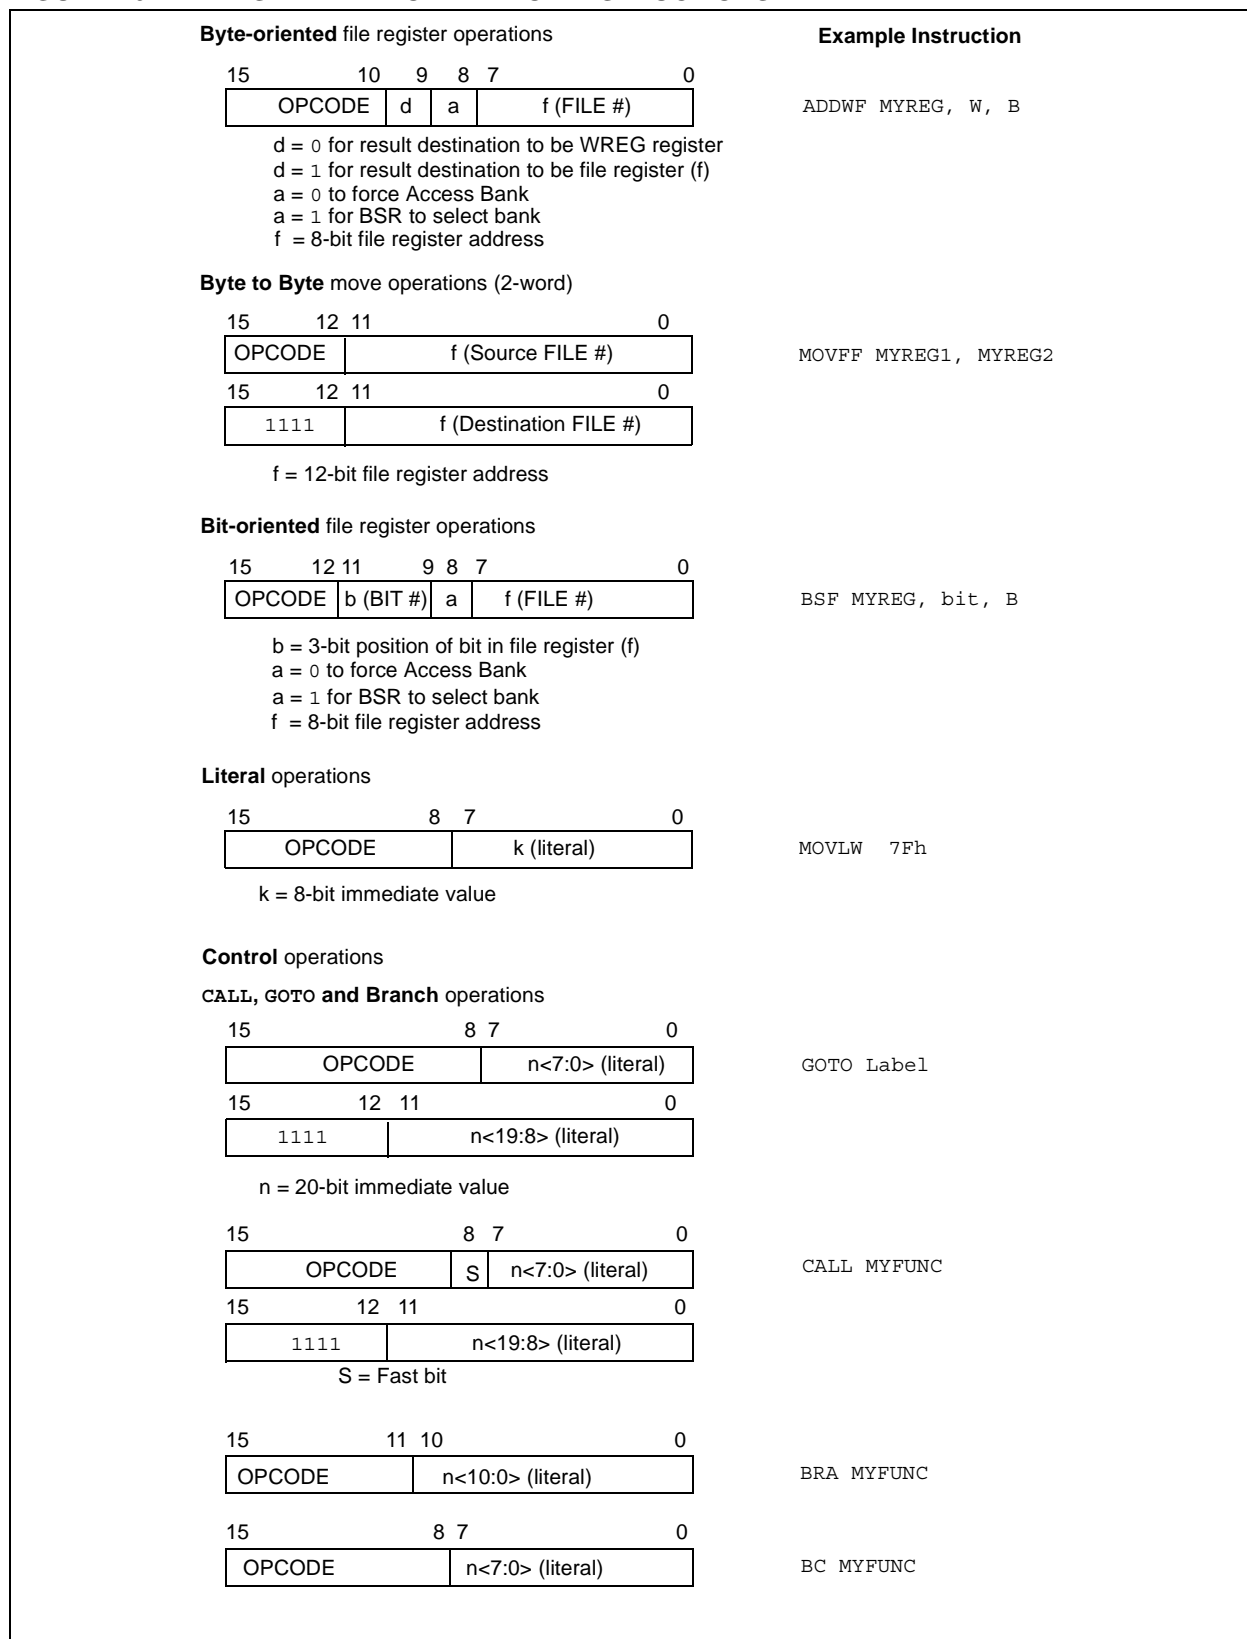 Byte-oriented file register operations Example Instruction
15 10 9 8 7 0
OPCODE d a f (FILE #) ADDWF MYREG, W, B
d = 0 for result destination to be WREG register
d = 1 for result destination to be file register (f)
a = 0 to force Access Bank
a = 1 for BSR to select bank
f = 8-bit file register address
Byte to Byte move operations (2-word)
15 12 11 0
OPCODE f (Source FILE #) MOVFF MYREG1, MYREG2
15 12 11 0
1111 f (Destination FILE #)
f = 12-bit file register address
Bit-oriented file register operations
15 12 11 9 8 7 0
OPCODE b (BIT #) a f (FILE #) BSF MYREG, bit, B
b = 3-bit position of bit in file register (f)
a = 0 to force Access Bank
a = 1 for BSR to select bank
f = 8-bit file register address
Literal operations
15 8 7 0
OPCODE k (literal) MOVLW 7Fh
k = 8-bit immediate value
Control operations
CALL, GOTO and Branch operations
15 8 7 0
OPCODE n<7:0> (literal) GOTO Label
15 12 11 0
1111 n<19:8> (literal)
n = 20-bit immediate value
15 8 7 0
OPCODE S n<7:0> (literal) CALL MYFUNC
15 12 11 0
1111 n<19:8> (literal)
S = Fast bit
15 11 10 0
OPCODE n<10:0> (literal) BRA MYFUNC
15 8 7 0
OPCODE n<7:0> (literal) BC MYFUNC